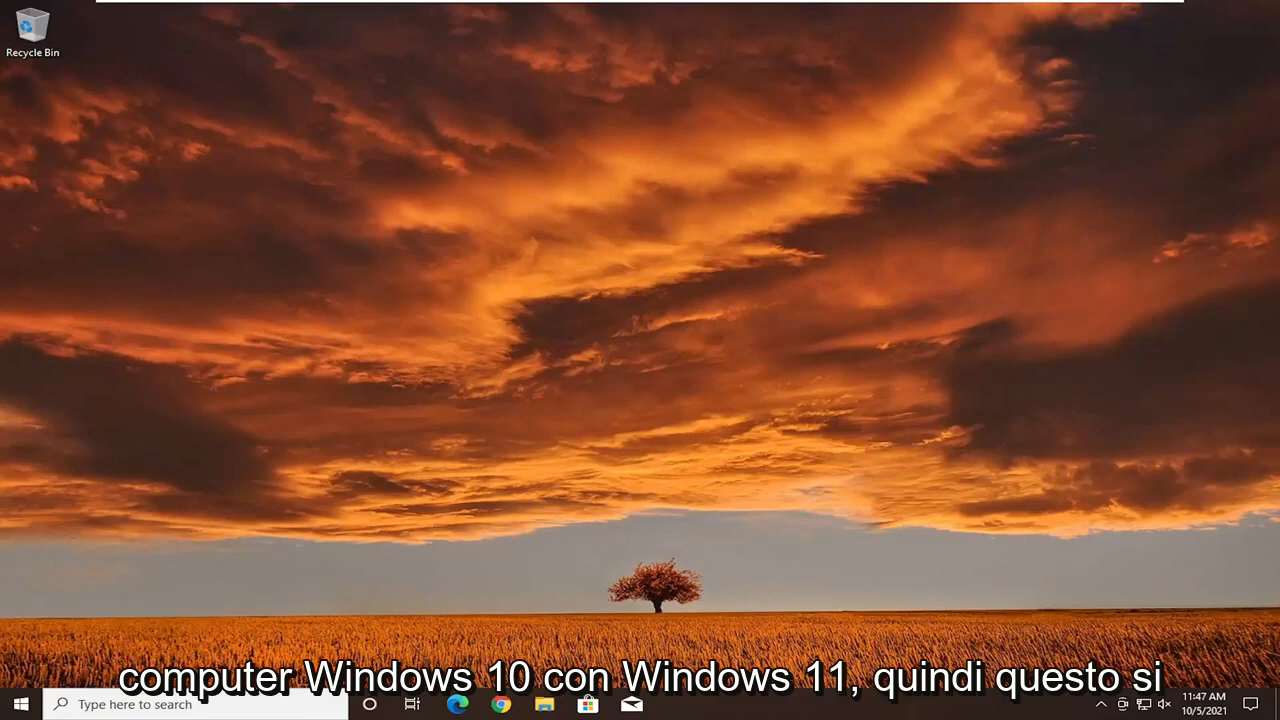 Recycle Bin
computer Windows 10 con Windows 11, quindi questo si
Type here to search
11:47 AM
10/5/2021